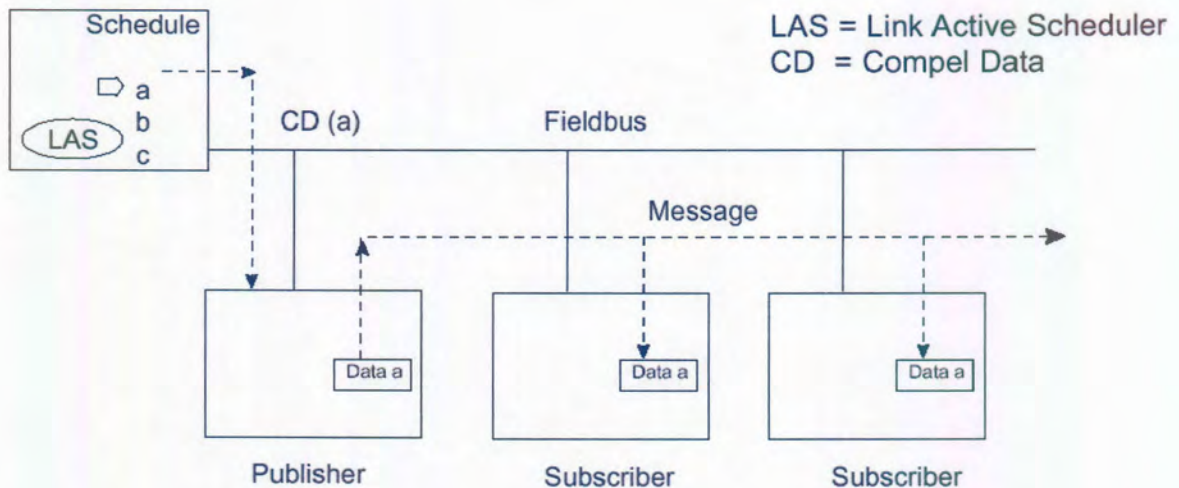 Schedule
LAS = Link Active Scheduler
CD = Compel Data
a
b
c
LAS
CD (a)
Fieldbus
Message
Data a
Data a
Data a
Publisher
Subscriber
Subscriber